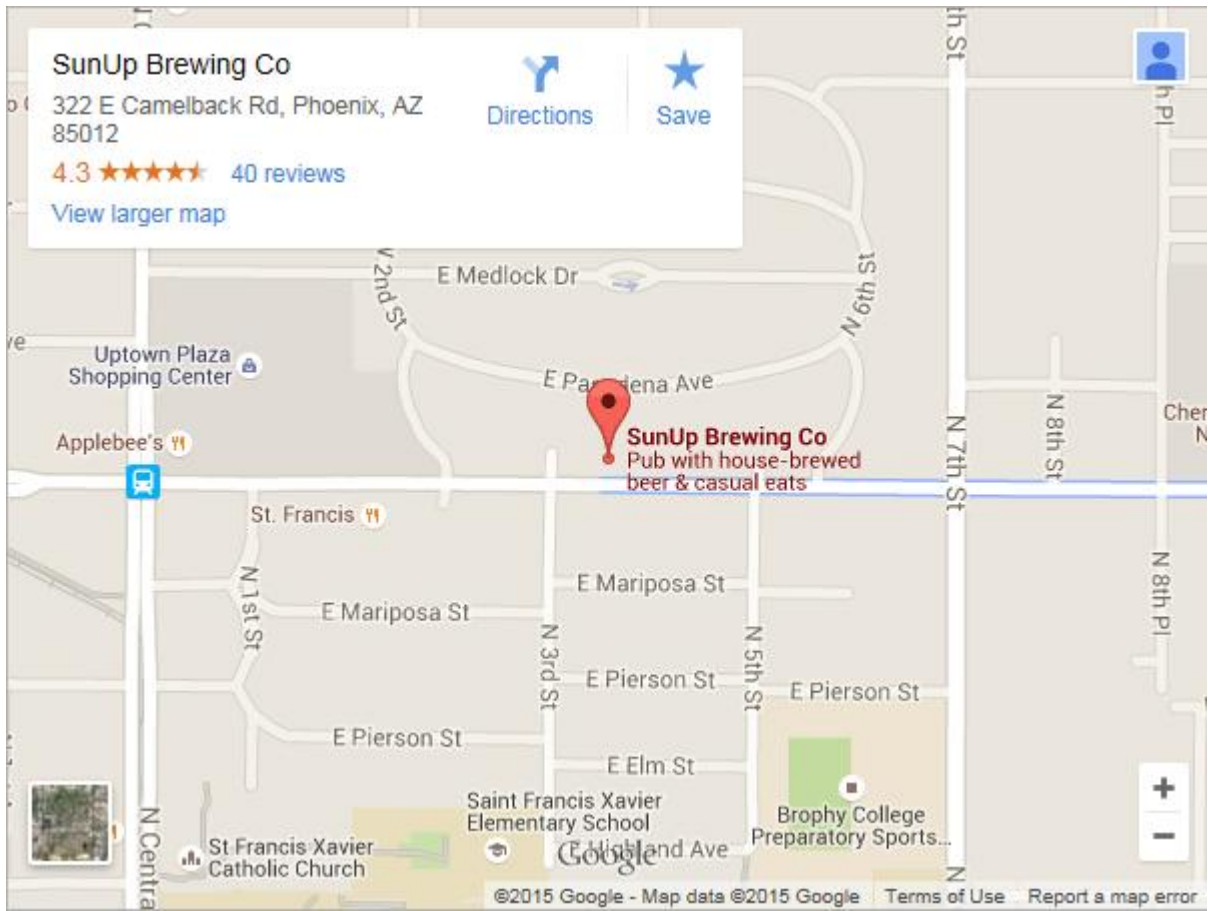 SunUp Brewing Co
322 E Camelback Rd, Phoenix, AZ
85012
4.3
40 reviews
View larger map
Directions
Save
th St
h Pl
N 2nd St
E Medlock Dr
N 6th St
Uptown Plaza
Shopping Center
E Pasadena Ave
Applebee's
SunUp Brewing Co
Pub with house-brewed
beer & casual eats
N 7th St
N 8th St
Cher
N
St. Francis
N 1st St
E Mariposa St
E Mariposa St
N 3rd St
N 5th St
N 8th Pl
E Pierson St
E Pierson St
E Pierson St
E Elm St
N Centra
St Francis Xavier
Catholic Church
Saint Francis Xavier
Elementary School
E Highland Ave
Google
Brophy College
Preparatory Sports...
N
+
−
©2015 Google - Map data ©2015 Google
Terms of Use
Report a map error